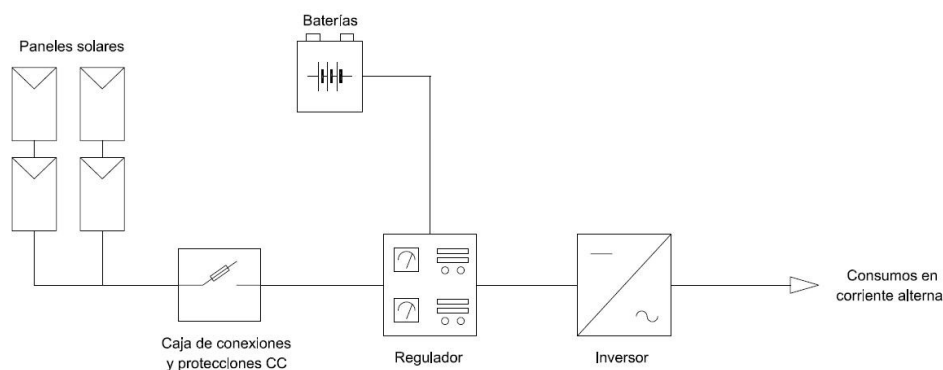 Baterías
Paneles solares
Caja de conexiones
y protecciones CC
Regulador
Inversor
Consumos en
corriente alterna